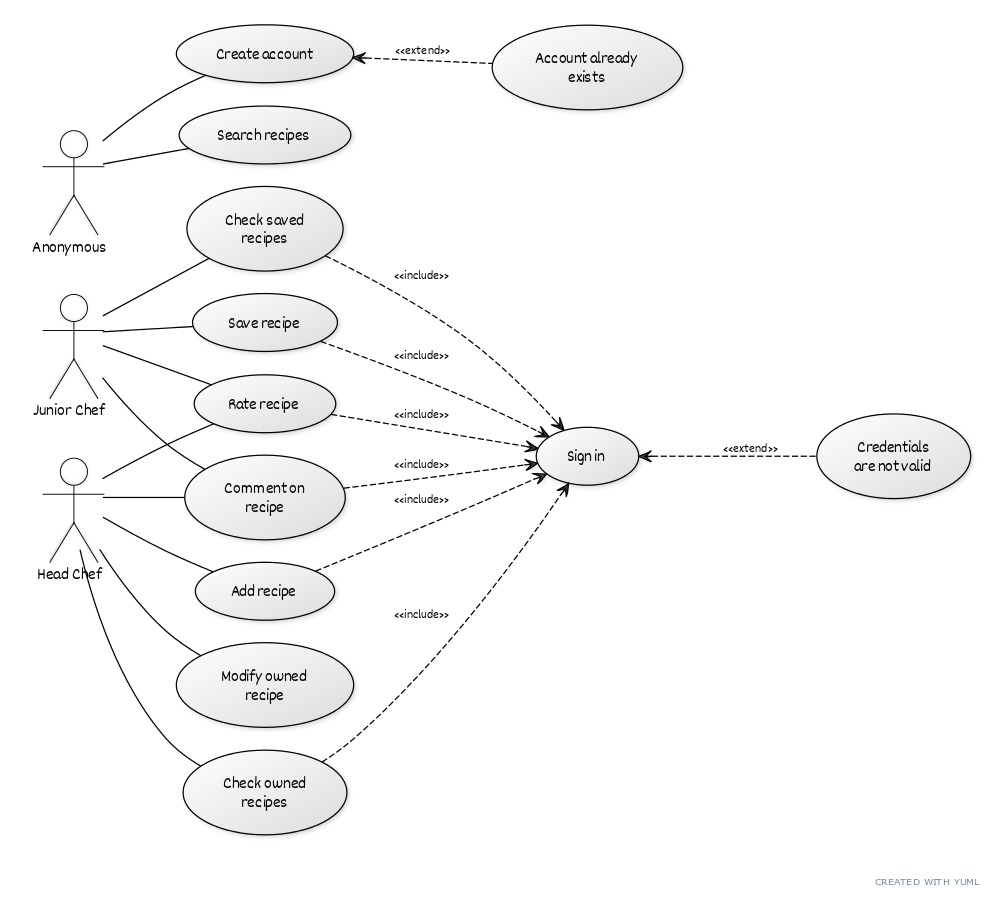 Create account
<<extend>>
Account already
exists
Search recipes
Anonymous
Check saved
recipes
<<include>>
Save recipe
<<include>>
Junior Chef
Rate recipe
<<include>>
Sign in
<<extend>>
Credentials
are not valid
Comment on
recipe
<<include>>
<<include>>
Head Chef
Add recipe
<<include>>
Modify owned
recipe
Check owned
recipes
CREATED WITH YUML